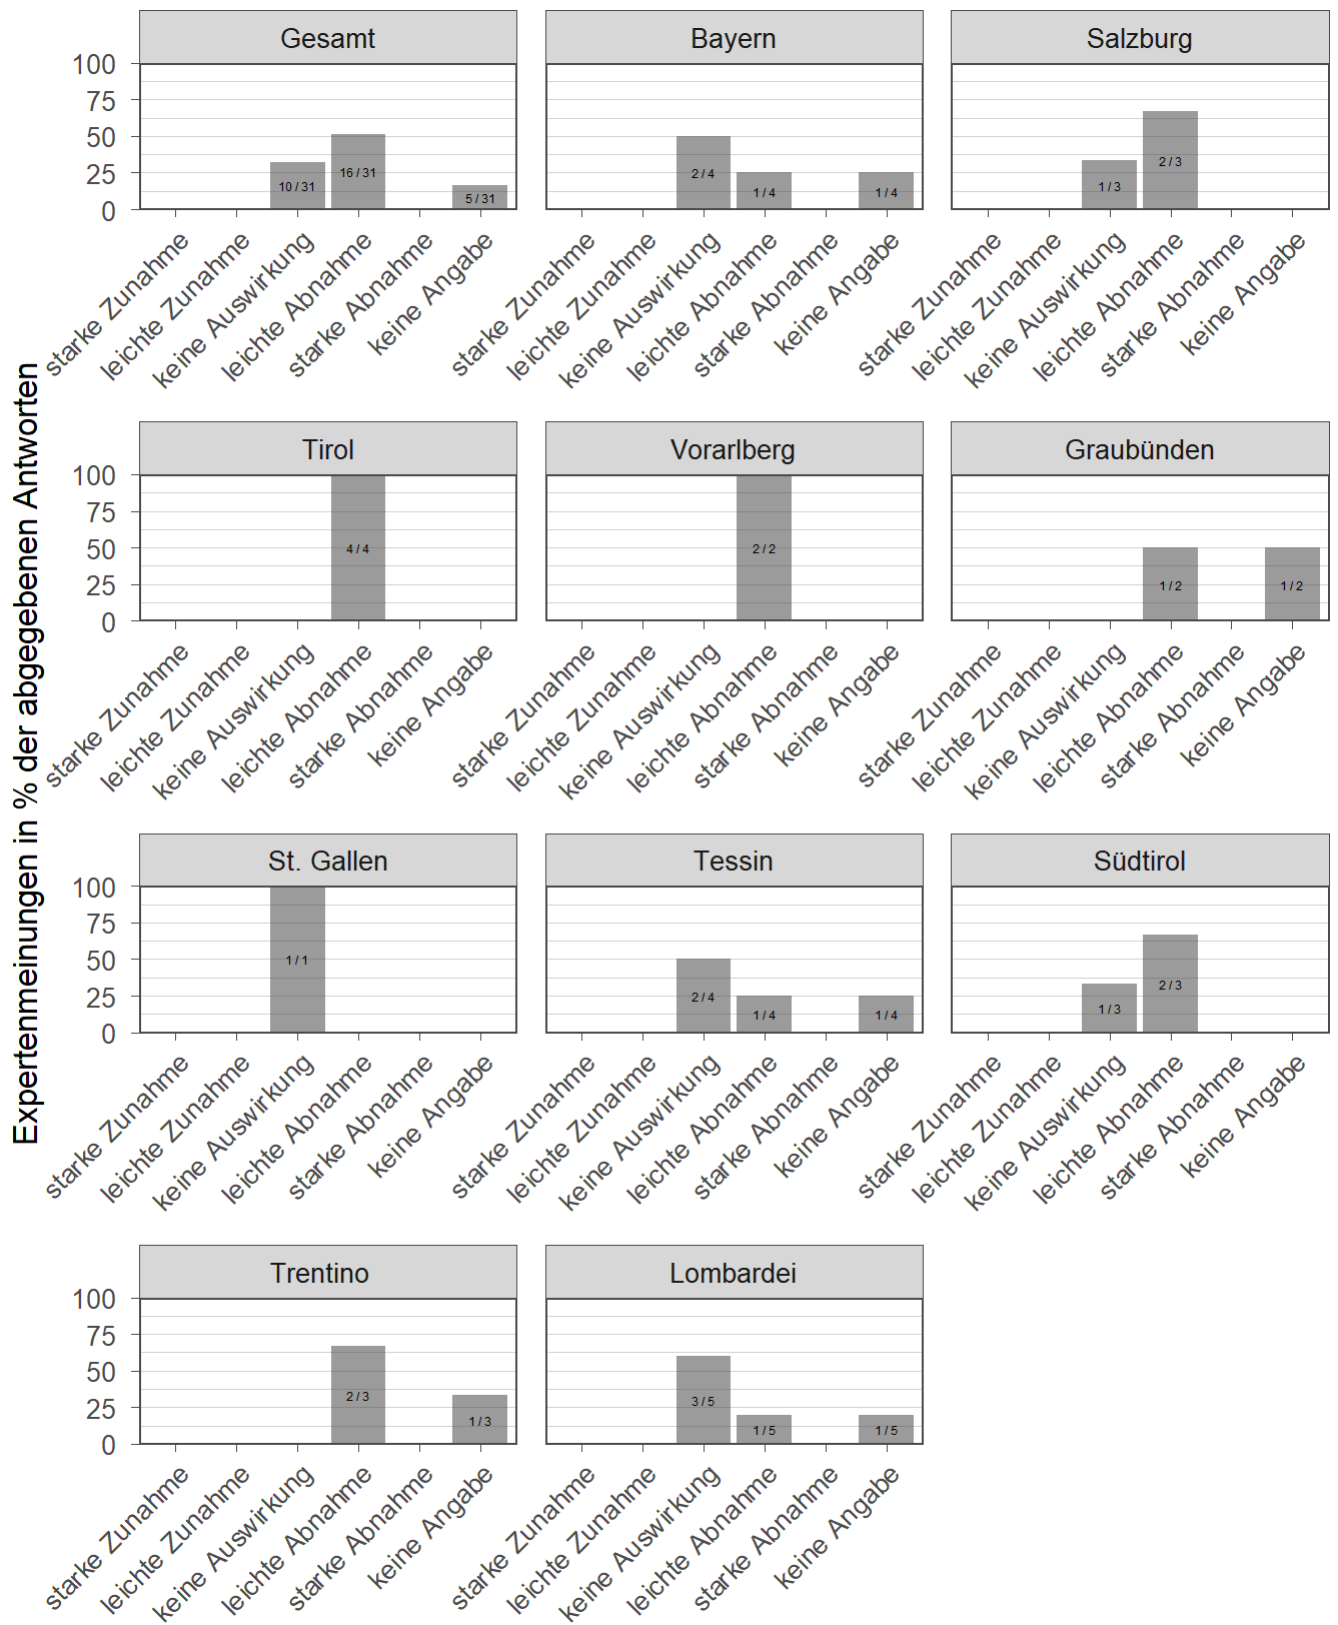 Expertenmeinungen in % der abgegebenen Antworten
Gesamt
100
75
50
25
0
10 / 31
16 / 31
5 / 31
starke Zunahme
leichte Zunahme
keine Auswirkung
leichte Abnahme
starke Abnahme
keine Angabe
Bayern
2 / 4
1 / 4
1 / 4
starke Zunahme
leichte Zunahme
keine Auswirkung
leichte Abnahme
starke Abnahme
keine Angabe
Salzburg
1 / 3
2 / 3
starke Zunahme
leichte Zunahme
keine Auswirkung
leichte Abnahme
starke Abnahme
keine Angabe
Tirol
100
75
50
25
0
4 / 4
starke Zunahme
leichte Zunahme
keine Auswirkung
leichte Abnahme
starke Abnahme
keine Angabe
Vorarlberg
2 / 2
starke Zunahme
leichte Zunahme
keine Auswirkung
leichte Abnahme
starke Abnahme
keine Angabe
Graubünden
1 / 2
1 / 2
starke Zunahme
leichte Zunahme
keine Auswirkung
leichte Abnahme
starke Abnahme
keine Angabe
St. Gallen
100
75
50
25
0
1 / 1
starke Zunahme
leichte Zunahme
keine Auswirkung
leichte Abnahme
starke Abnahme
keine Angabe
Tessin
2 / 4
1 / 4
1 / 4
starke Zunahme
leichte Zunahme
keine Auswirkung
leichte Abnahme
starke Abnahme
keine Angabe
Südtirol
1 / 3
2 / 3
starke Zunahme
leichte Zunahme
keine Auswirkung
leichte Abnahme
starke Abnahme
keine Angabe
Trentino
100
75
50
25
0
2 / 3
1 / 3
starke Zunahme
leichte Zunahme
keine Auswirkung
leichte Abnahme
starke Abnahme
keine Angabe
Lombardei
3 / 5
1 / 5
1 / 5
starke Zunahme
leichte Zunahme
keine Auswirkung
leichte Abnahme
starke Abnahme
keine Angabe